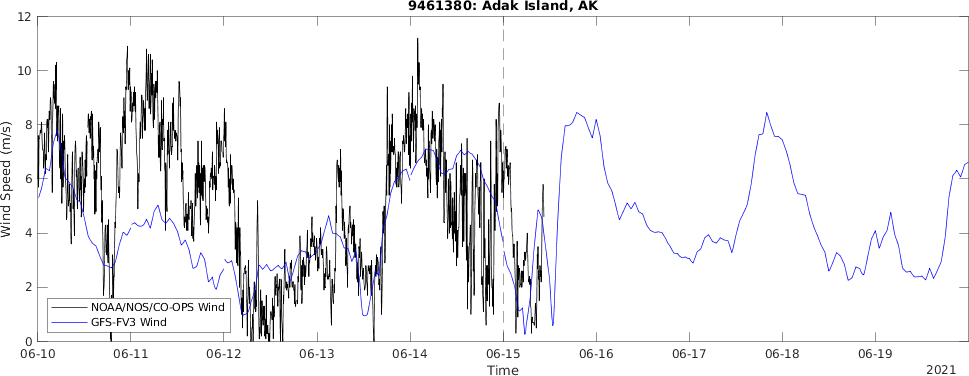 9461380: Adak Island, AK
Wind Speed (m/s)
12
10
8
6
4
2
0
NOAA/NOS/CO-OPS Wind
GFS-FV3 Wind
06-10 06-11 06-12 06-13 06-14 06-15 06-16 06-17 06-18 06-19
Time
2021